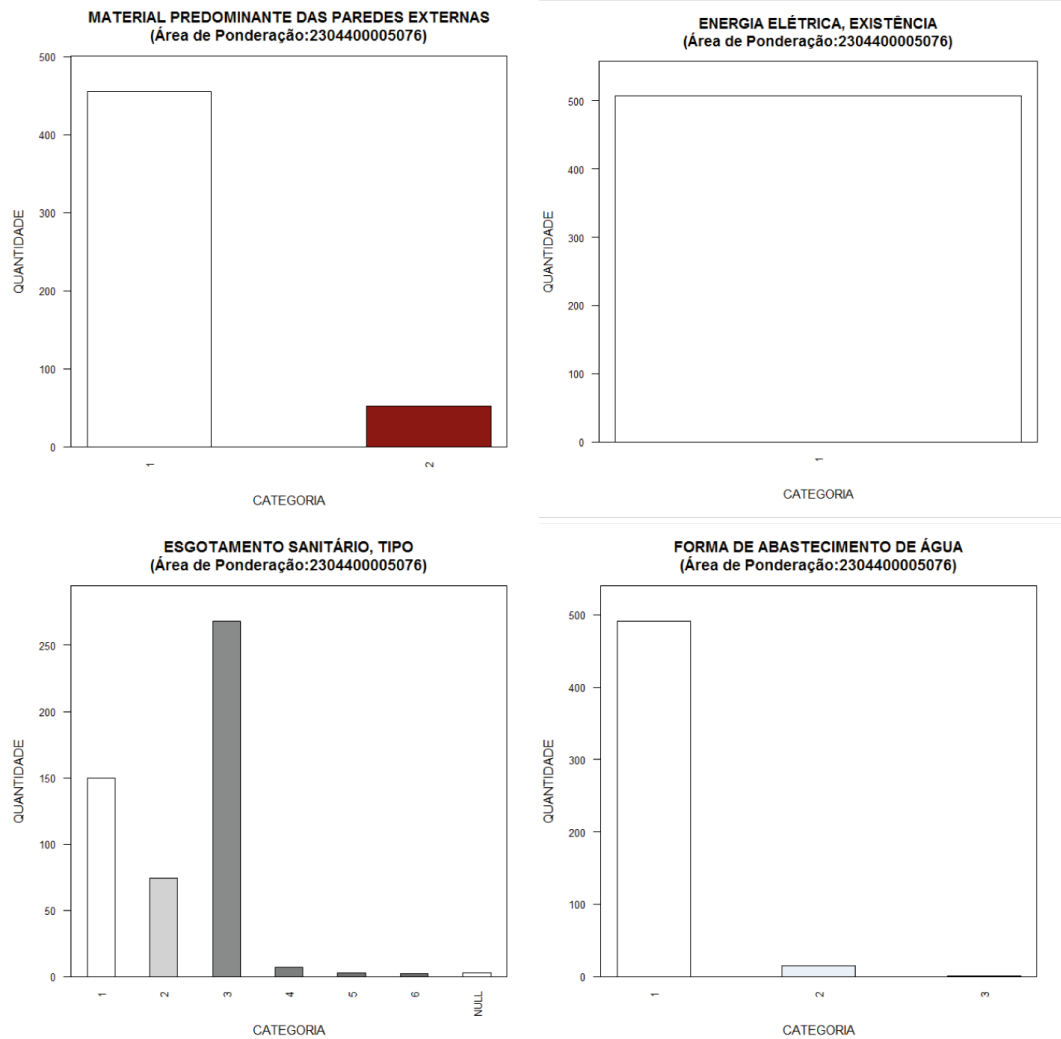 MATERIAL PREDOMINANTE DAS PAREDES EXTERNAS
(Área de Ponderação:2304400005076)
500
400
300
200
100
0
QUANTIDADE
1
2
CATEGORIA
ENERGIA ELÉTRICA, EXISTÊNCIA
(Área de Ponderação:2304400005076)
500
400
300
200
100
0
QUANTIDADE
1
CATEGORIA
ESGOTAMENTO SANITÁRIO, TIPO
(Área de Ponderação:2304400005076)
250
200
150
100
50
0
QUANTIDADE
1
2
3
4
5
6
NULL
CATEGORIA
FORMA DE ABASTECIMENTO DE ÁGUA
(Área de Ponderação:2304400005076)
500
400
300
200
100
0
QUANTIDADE
1
2
3
CATEGORIA